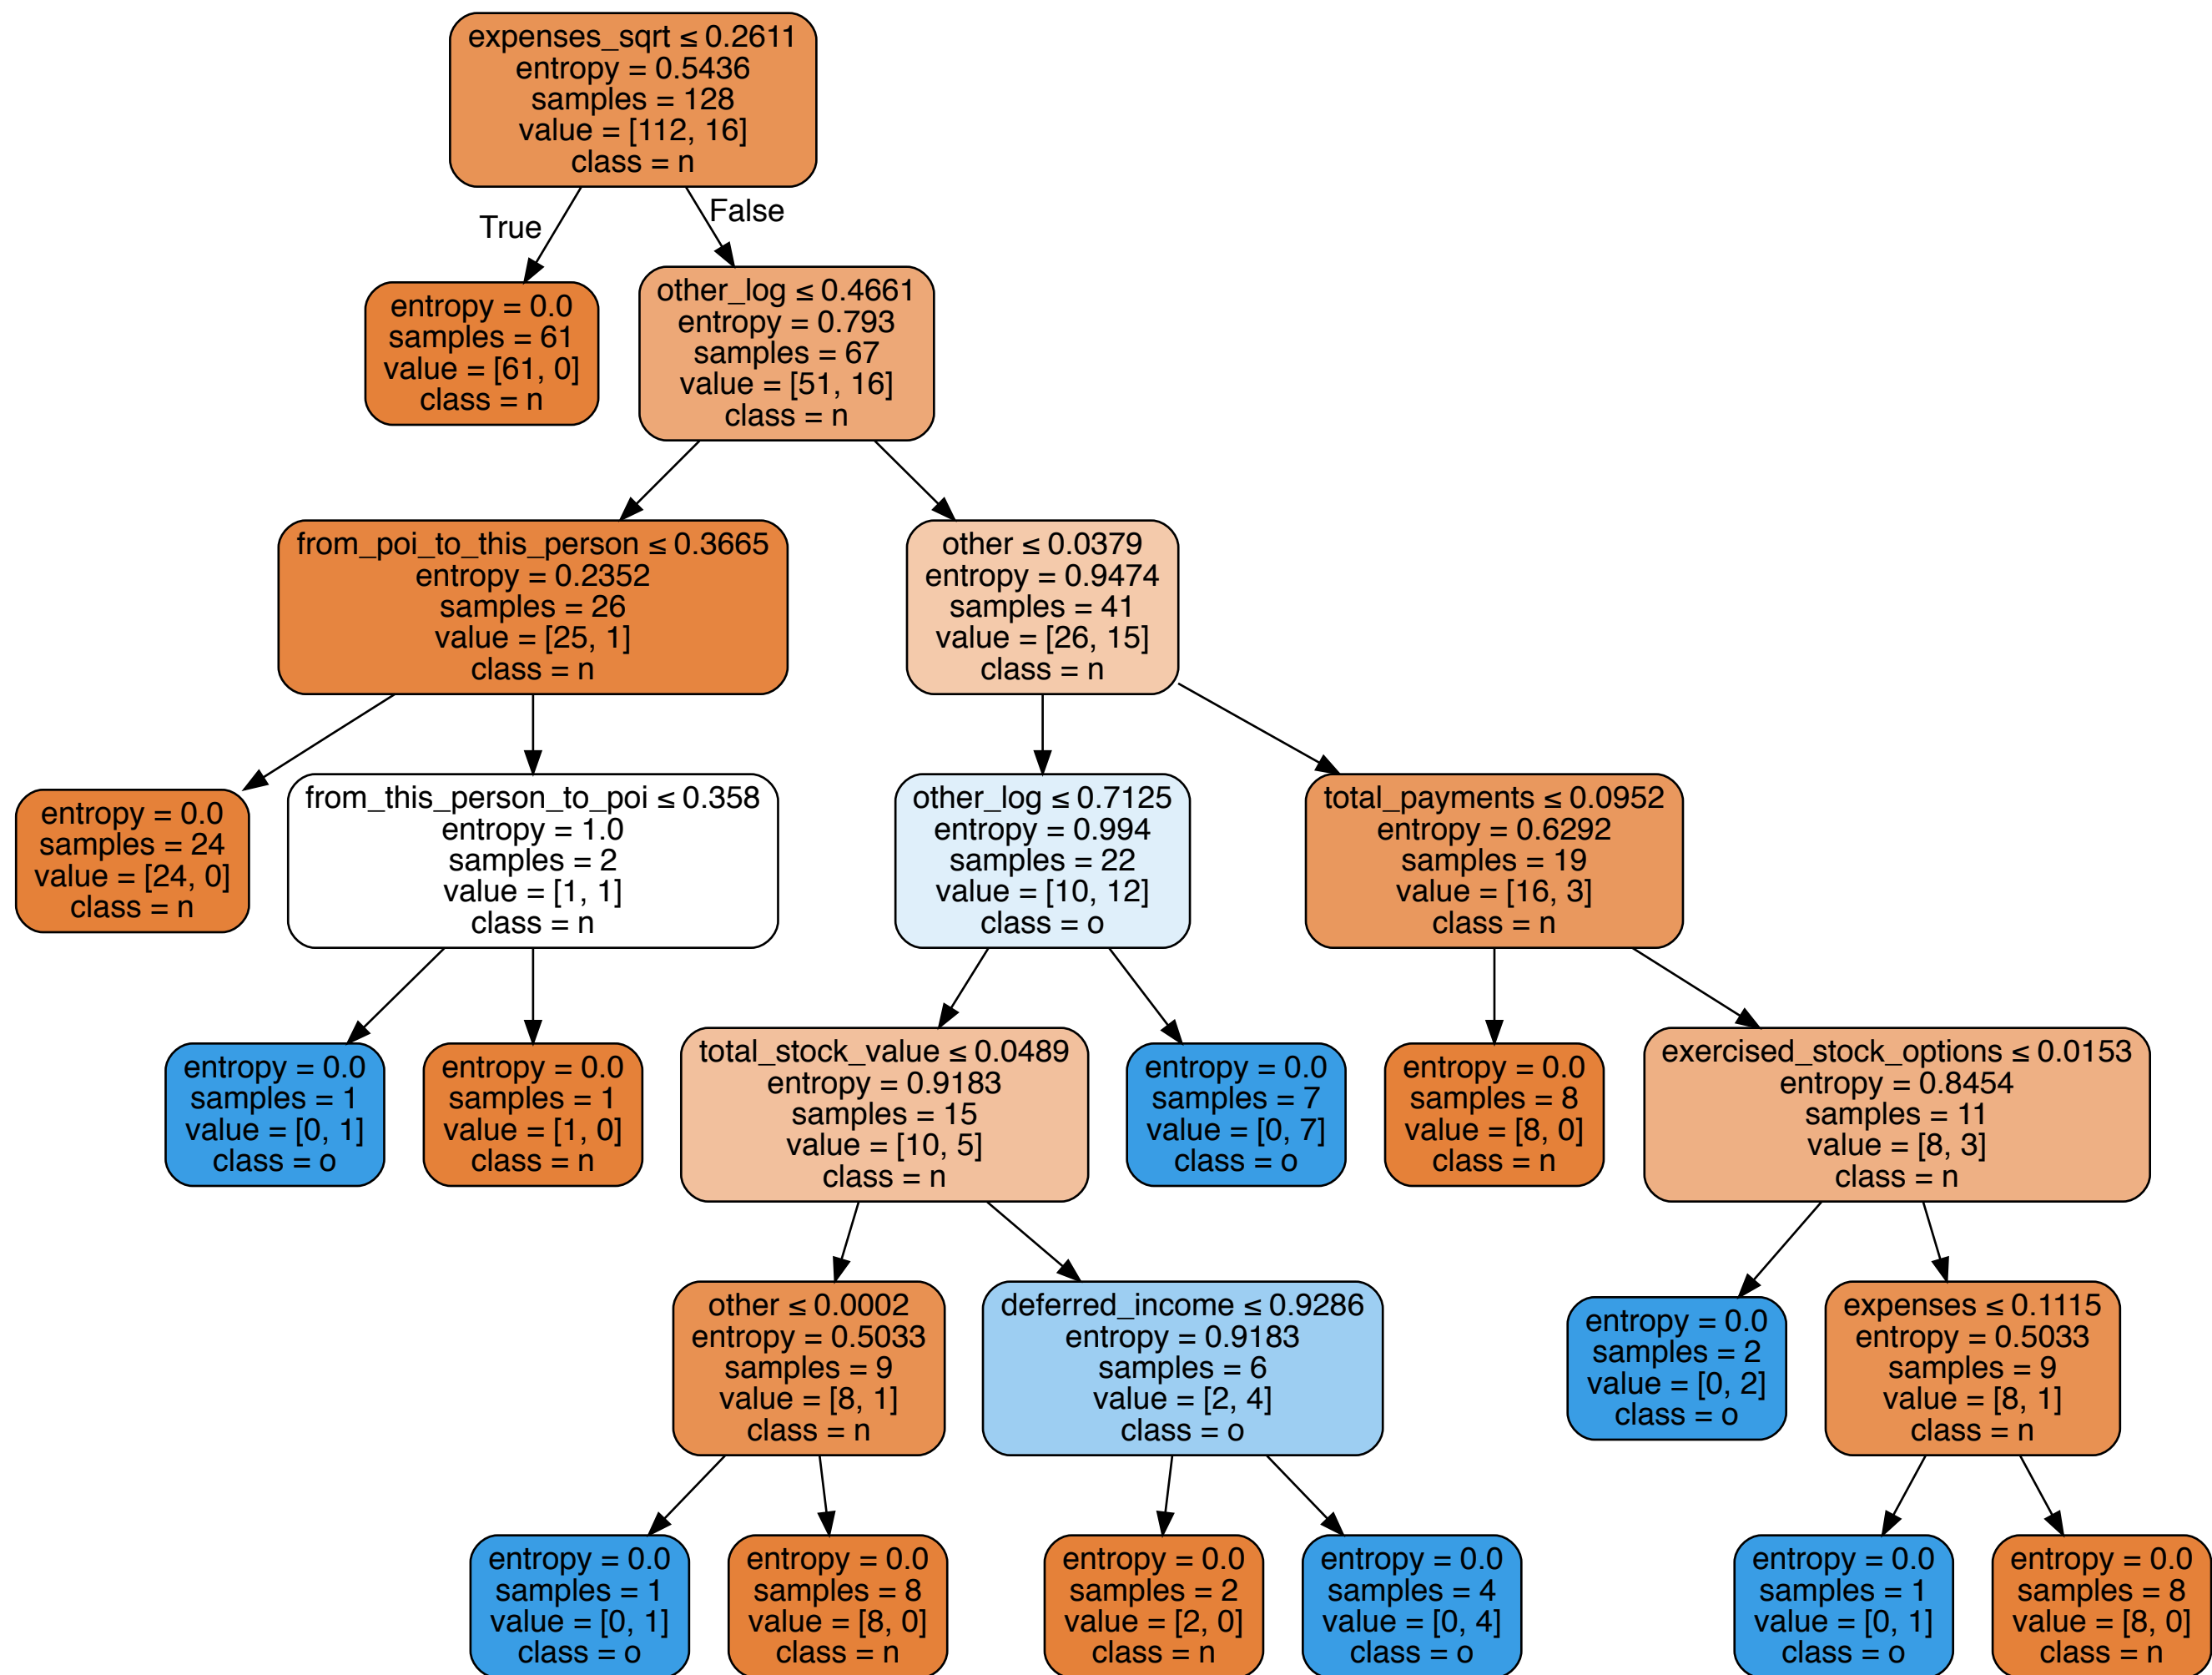 expenses_sqrt ≤ 0.2611
entropy = 0.5436
samples = 128
value = [112, 16]
class = n
True
False
entropy = 0.0
samples = 61
value = [61, 0]
class = n
other_log ≤ 0.4661
entropy = 0.793
samples = 67
value = [51, 16]
class = n
from_poi_to_this_person ≤ 0.3665
entropy = 0.2352
samples = 26
value = [25, 1]
class = n
other ≤ 0.0379
entropy = 0.9474
samples = 41
value = [26, 15]
class = n
entropy = 0.0
samples = 24
value = [24, 0]
class = n
from_this_person_to_poi ≤ 0.358
entropy = 1.0
samples = 2
value = [1, 1]
class = n
other_log ≤ 0.7125
entropy = 0.994
samples = 22
value = [10, 12]
class = o
total_payments ≤ 0.0952
entropy = 0.6292
samples = 19
value = [16, 3]
class = n
entropy = 0.0
samples = 1
value = [0, 1]
class = o
entropy = 0.0
samples = 1
value = [1, 0]
class = n
total_stock_value ≤ 0.0489
entropy = 0.9183
samples = 15
value = [10, 5]
class = n
entropy = 0.0
samples = 7
value = [0, 7]
class = o
entropy = 0.0
samples = 8
value = [8, 0]
class = n
exercised_stock_options ≤ 0.0153
entropy = 0.8454
samples = 11
value = [8, 3]
class = n
other ≤ 0.0002
entropy = 0.5033
samples = 9
value = [8, 1]
class = n
deferred_income ≤ 0.9286
entropy = 0.9183
samples = 6
value = [2, 4]
class = o
entropy = 0.0
samples = 2
value = [0, 2]
class = o
expenses ≤ 0.1115
entropy = 0.5033
samples = 9
value = [8, 1]
class = n
entropy = 0.0
samples = 1
value = [0, 1]
class = o
entropy = 0.0
samples = 8
value = [8, 0]
class = n
entropy = 0.0
samples = 2
value = [2, 0]
class = n
entropy = 0.0
samples = 4
value = [0, 4]
class = o
entropy = 0.0
samples = 1
value = [0, 1]
class = o
entropy = 0.0
samples = 8
value = [8, 0]
class = n